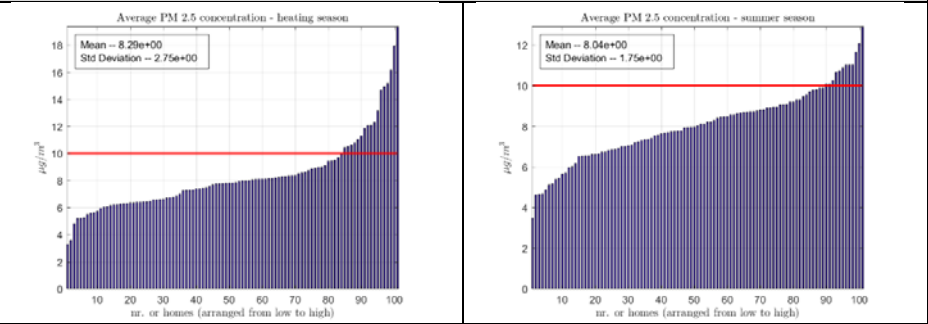 Average PM 2.5 concentration - heating season
Mean -- 8.29e+00
Std Deviation -- 2.75e+00
18
16
14
12
10
8
6
4
2
0
μg/m³
10 20 30 40 50 60 70 80 90 100
nr. or homes (arranged from low to high)
Average PM 2.5 concentration - summer season
Mean -- 8.04e+00
Std Deviation -- 1.75e+00
12
10
8
6
4
2
0
μg/m³
10 20 30 40 50 60 70 80 90 100
nr. or homes (arranged from low to high)